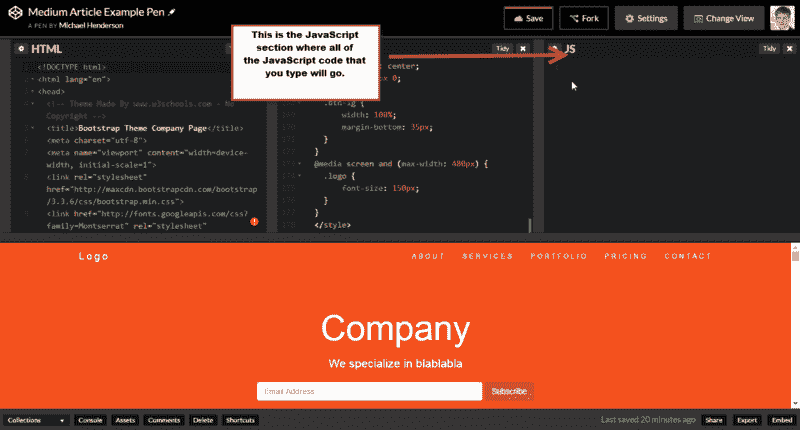 Medium Article Example Pen
A PEN BY Michael Henderson
Save
Fork
Settings
Change View
This is the JavaScript
section where all of
the JavaScript code that
you type will go.
HTML
<!DOCTYPE html>
<html lang="en">
<head>
<!-- Theme Made By www.w3schools.com - No
Copyright -->
<title>Bootstrap Theme Company Page</title>
<meta charset="utf-8">
<meta name="viewport" content="width=device-
width, initial-scale=1">
<link rel="stylesheet"
href="http://maxcdn.bootstrapcdn.com/bootstrap
/3.3.6/css/bootstrap.min.css">
<link href="http://fonts.googleapis.com/css?
family=Montserrat" rel="stylesheet"
Tidy
center;
0;
width: 100%;
margin-bottom: 35px;
}
}
@media screen and (max-width: 480px) {
.logo {
font-size: 150px;
}
}
</style>
JS
Tidy
Logo
ABOUT
SERVICES
PORTFOLIO
PRICING
CONTACT
Company
We specialize in blablabla
Email Address
Subscribe
Collections
Console
Assets
Comments
Delete
Shortcuts
Last saved 20 minutes ago
Share
Export
Embed